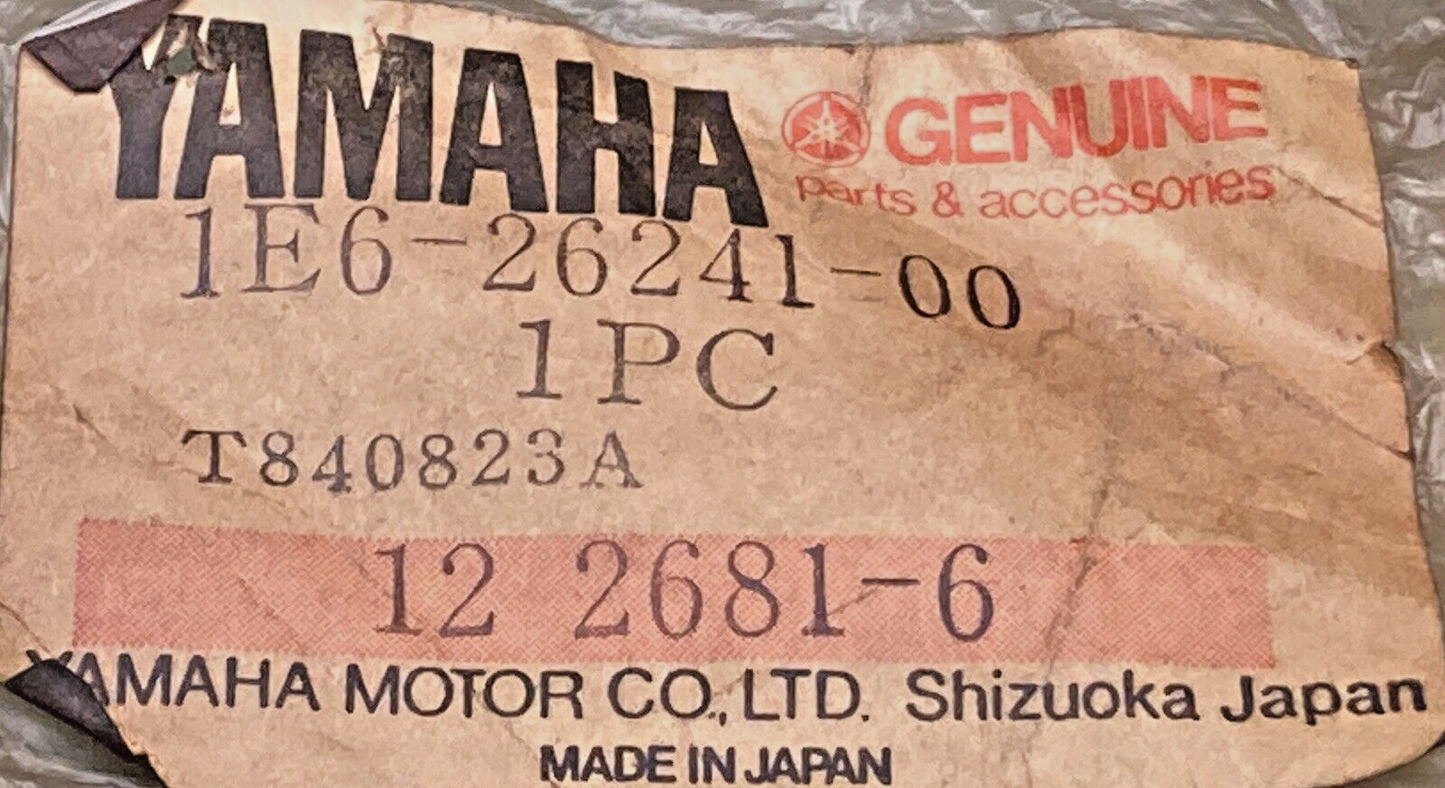 YAMAHA GENUINE
parts & accessories
1E6-26241-00
1PC
T840823A
12 2681-6
YAMAHA MOTOR CO., LTD. Shizuoka Japan
MADE IN JAPAN